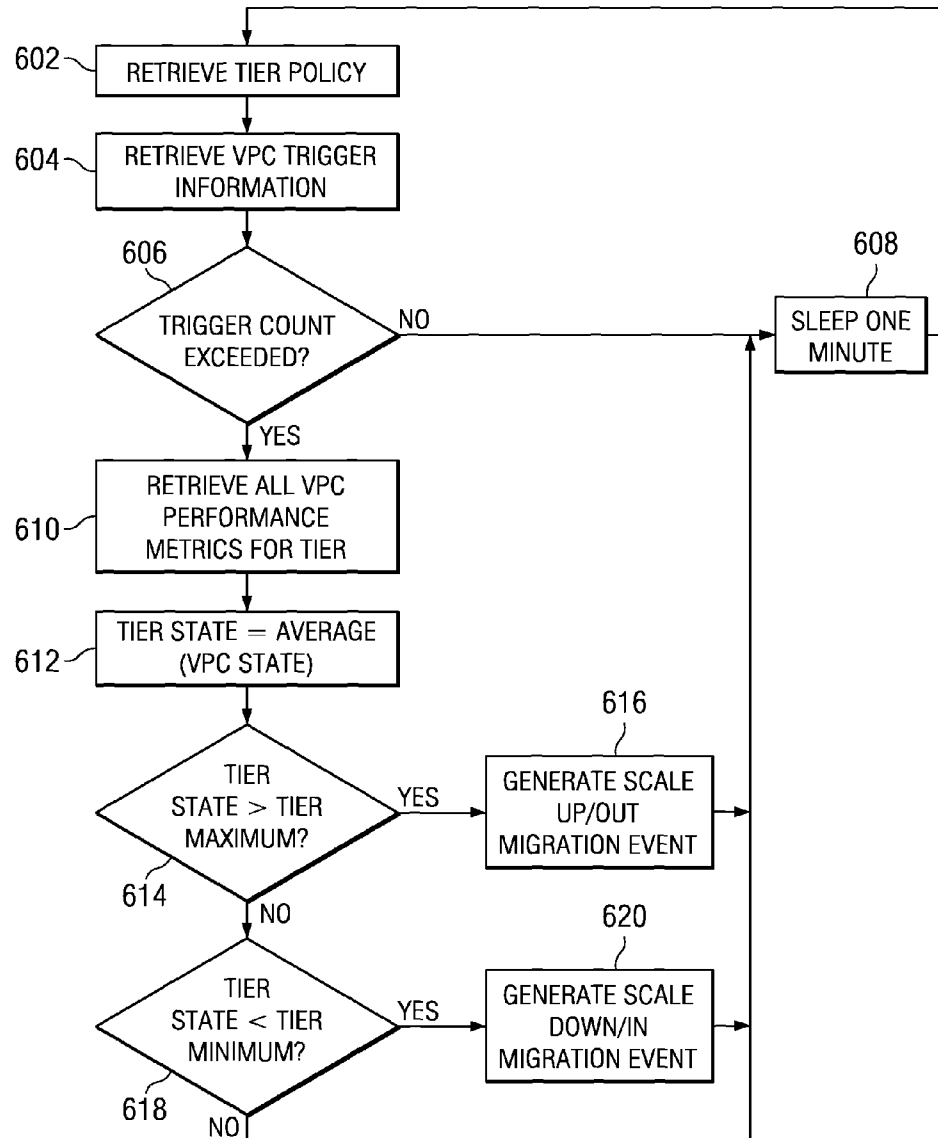 602
RETRIEVE TIER POLICY
604
RETRIEVE VPC TRIGGER
INFORMATION
606
TRIGGER COUNT
EXCEEDED?
NO
YES
608
SLEEP ONE
MINUTE
610
RETRIEVE ALL VPC
PERFORMANCE
METRICS FOR TIER
612
TIER STATE = AVERAGE
(VPC STATE)
614
TIER
STATE > TIER
MAXIMUM?
YES
NO
616
GENERATE SCALE
UP/OUT
MIGRATION EVENT
618
TIER
STATE < TIER
MINIMUM?
YES
NO
620
GENERATE SCALE
DOWN/IN
MIGRATION EVENT